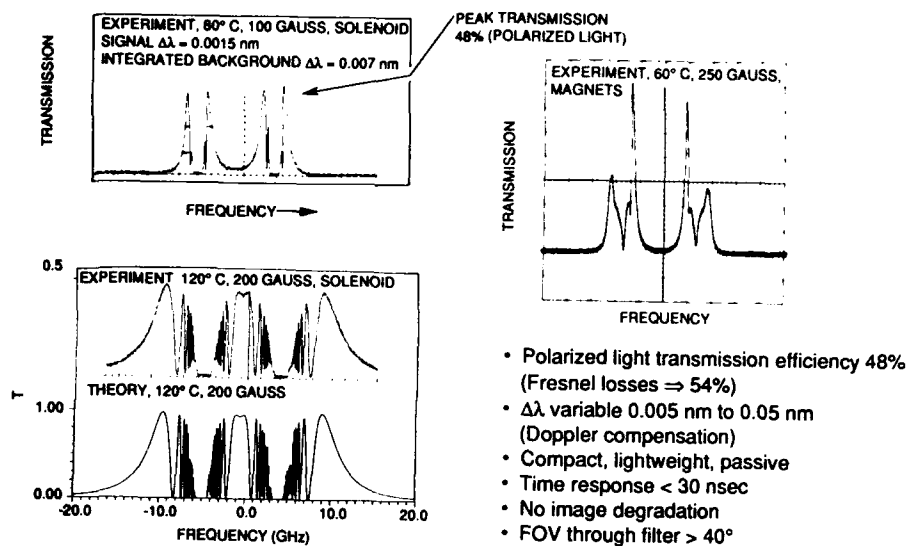 EXPERIMENT, 80° C, 100 GAUSS, SOLENOID
SIGNAL Δλ = 0.0015 nm
INTEGRATED BACKGROUND Δλ = 0.007 nm
PEAK TRANSMISSION
48% (POLARIZED LIGHT)
TRANSMISSION
FREQUENCY
EXPERIMENT, 60° C, 250 GAUSS,
MAGNETS
TRANSMISSION
FREQUENCY
0.5
EXPERIMENT 120° C, 200 GAUSS, SOLENOID
THEORY, 120° C, 200 GAUSS
T
1.00
0.00
-20.0 -10.0 0.0 10.0 20.0
FREQUENCY (GHz)
• Polarized light transmission efficiency 48%
(Fresnel losses ⇒ 54%)
• Δλ variable 0.005 nm to 0.05 nm
(Doppler compensation)
• Compact, lightweight, passive
• Time response < 30 nsec
• No image degradation
• FOV through filter > 40°